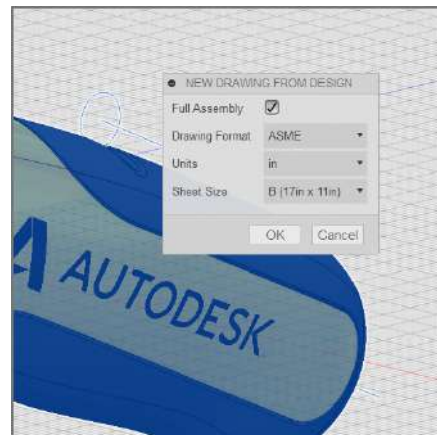 NEW DRAWING FROM DESIGN
Full Assembly
Drawing Format ASME
Units in
Sheet Size B (17in x 11in)
OK Cancel
A AUTODESK